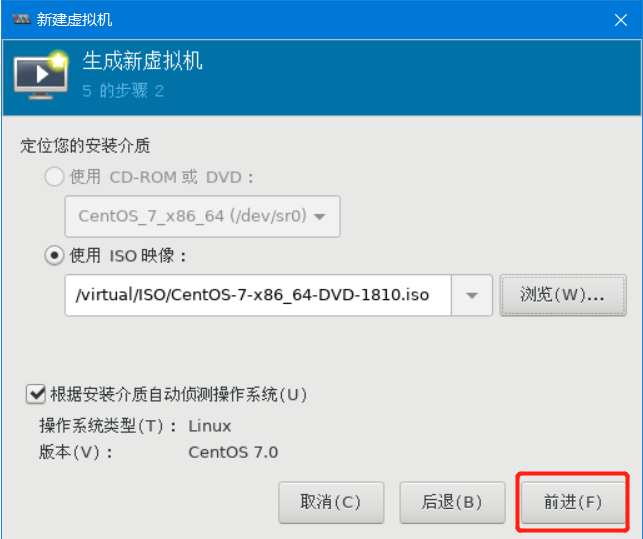 新建虚拟机
生成新虚拟机
5 的步骤 2
定位您的安装介质
使用 CD-ROM 或 DVD：
CentOS_7_x86_64 (/dev/sr0)
使用 ISO 映像：
/virtual/ISO/CentOS-7-x86_64-DVD-1810.iso 浏览(W)...
根据安装介质自动侦测操作系统(U)
操作系统类型(T)： Linux
版本(V)： CentOS 7.0
取消(C) 后退(B) 前进(F)